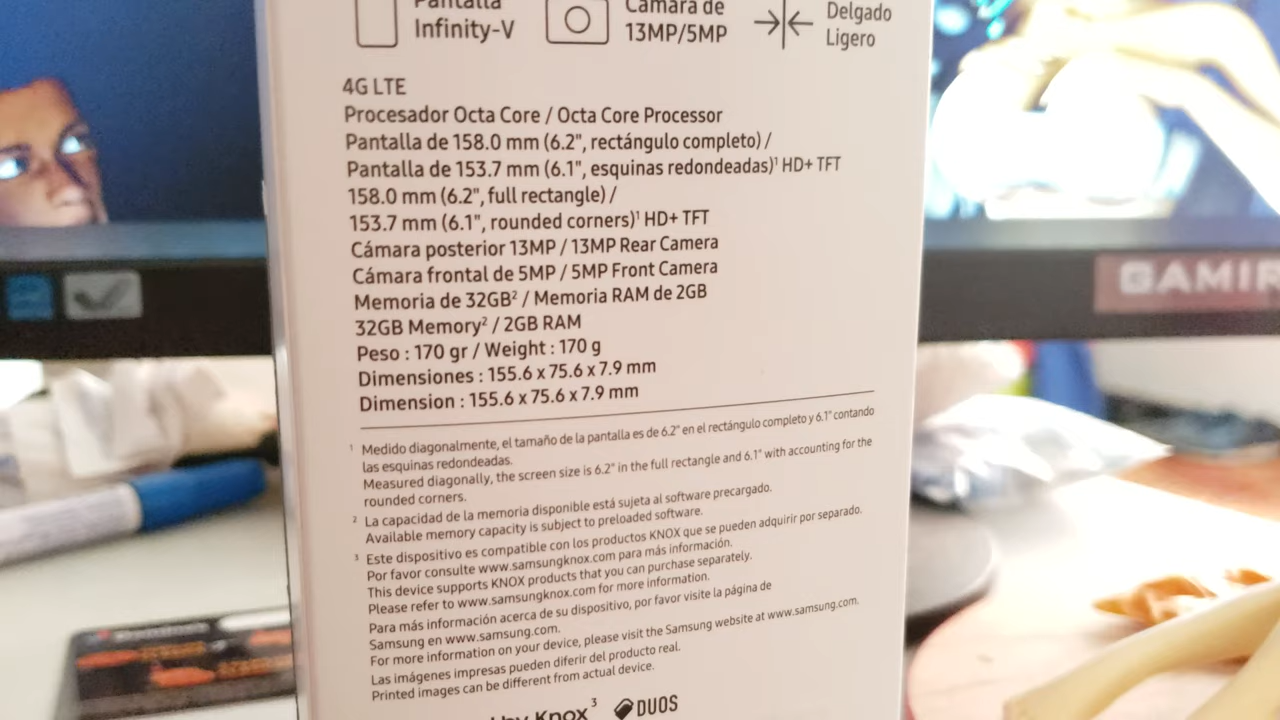 Pantalla
Infinity-V
Cámara de
13MP/5MP
Delgado
Ligero
4G LTE
Procesador Octa Core / Octa Core Processor
Pantalla de 158.0 mm (6.2", rectángulo completo) /
Pantalla de 153.7 mm (6.1", esquinas redondeadas)¹ HD+ TFT
158.0 mm (6.2", full rectangle) /
153.7 mm (6.1", rounded corners)¹ HD+ TFT
Cámara posterior 13MP / 13MP Rear Camera
Cámara frontal de 5MP / 5MP Front Camera
Memoria de 32GB² / Memoria RAM de 2GB
32GB Memory² / 2GB RAM
Peso : 170 gr / Weight : 170 g
Dimensiones : 155.6 x 75.6 x 7.9 mm
Dimension : 155.6 x 75.6 x 7.9 mm
¹ Medido diagonalmente, el tamaño de la pantalla es de 6.2" en el rectángulo completo y 6.1" contando
las esquinas redondeadas.
Measured diagonally, the screen size is 6.2" in the full rectangle and 6.1" with accounting for the
rounded corners.
² La capacidad de la memoria disponible está sujeta al software precargado.
Available memory capacity is subject to preloaded software.
³ Este dispositivo es compatible con los productos KNOX que se pueden adquirir por separado.
Por favor consulte www.samsungknox.com para más información.
This device supports KNOX products that you can purchase separately.
Please refer to www.samsungknox.com for more information.
Para más información acerca de su dispositivo, por favor visite la página de
Samsung en www.samsung.com.
For more information on your device, please visit the Samsung website at www.samsung.com.
Las imágenes impresas pueden diferir del producto real.
Printed images can be different from actual device.
by Knox³
DUOS
GAMIR